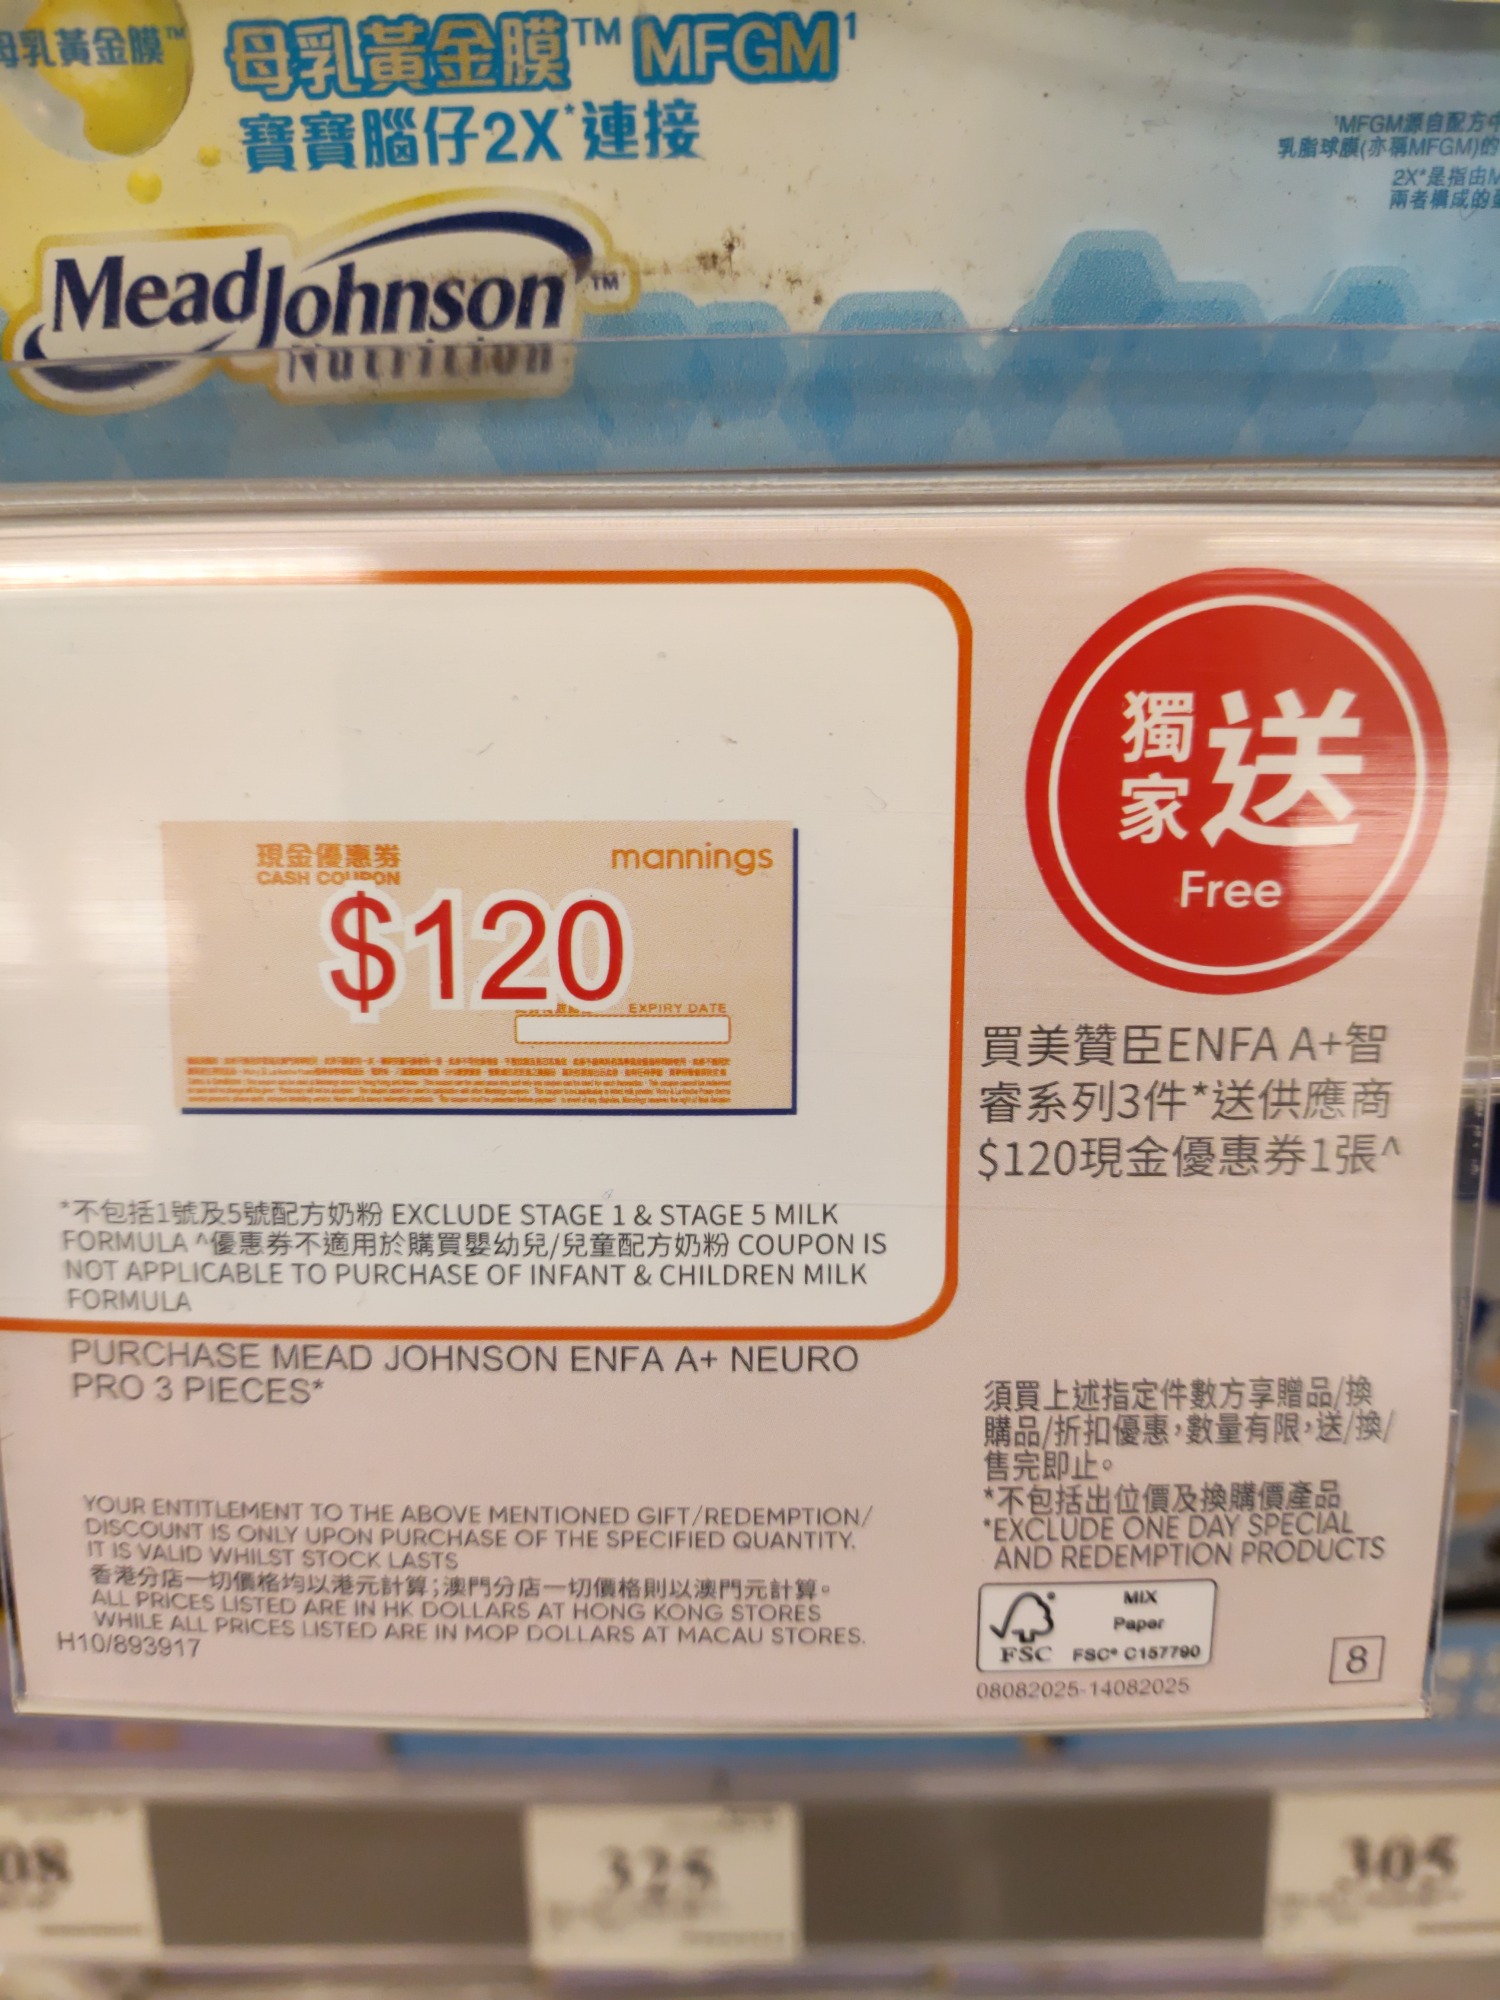 母乳黃金膜™
母乳黃金膜™ MFGM¹
寶寶腦仔2X*連接
¹MFGM源自配方中
乳脂球膜(亦稱MFGM)的
2X*是指由M
兩者構成的
MeadJohnson™
Nutrition
現金優惠券
CASH COUPON
mannings
$120
EXPIRY DATE
獨家送
Free
買美贊臣ENFA A+智
睿系列3件*送供應商
$120現金優惠券1張^
*不包括1號及5號配方奶粉 EXCLUDE STAGE 1 & STAGE 5 MILK
FORMULA ^優惠券不適用於購買嬰幼兒/兒童配方奶粉 COUPON IS
NOT APPLICABLE TO PURCHASE OF INFANT & CHILDREN MILK
FORMULA
PURCHASE MEAD JOHNSON ENFA A+ NEURO
PRO 3 PIECES*
須買上述指定件數方享贈品/換
購品/折扣優惠，數量有限，送/換/
售完即止。
*不包括出位價及換購價產品
*EXCLUDE ONE DAY SPECIAL
AND REDEMPTION PRODUCTS
YOUR ENTITLEMENT TO THE ABOVE MENTIONED GIFT/REDEMPTION/
DISCOUNT IS ONLY UPON PURCHASE OF THE SPECIFIED QUANTITY.
IT IS VALID WHILST STOCK LASTS
香港分店一切價格均以港元計算；澳門分店一切價格則以澳門元計算。
ALL PRICES LISTED ARE IN HK DOLLARS AT HONG KONG STORES
WHILE ALL PRICES LISTED ARE IN MOP DOLLARS AT MACAU STORES.
H10/893917
MIX
Paper
FSC
FSC® C157790
08082025-14082025
8
08
325
305